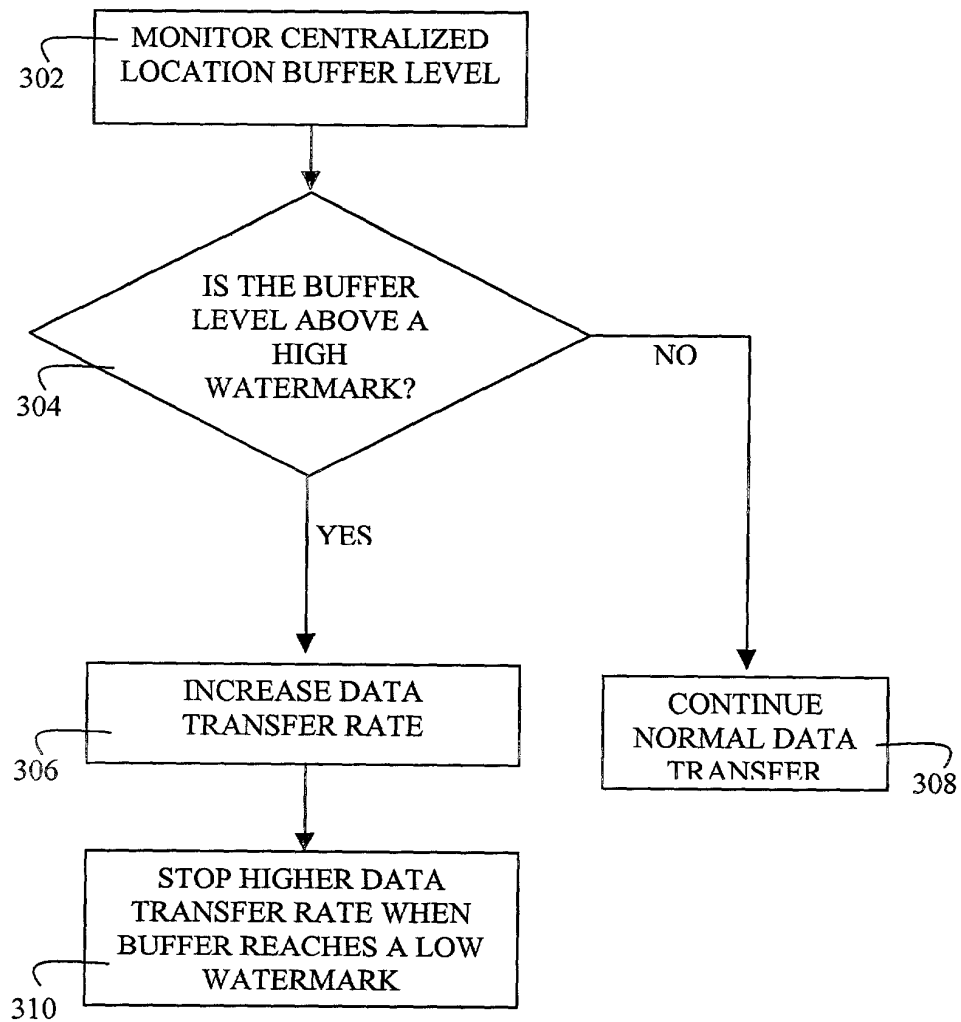 MONITOR CENTRALIZED
LOCATION BUFFER LEVEL
302
IS THE BUFFER
LEVEL ABOVE A
HIGH
WATERMARK?
304
NO
YES
INCREASE DATA
TRANSFER RATE
306
CONTINUE
NORMAL DATA
TRANSFER
308
STOP HIGHER DATA
TRANSFER RATE WHEN
BUFFER REACHES A LOW
WATERMARK
310